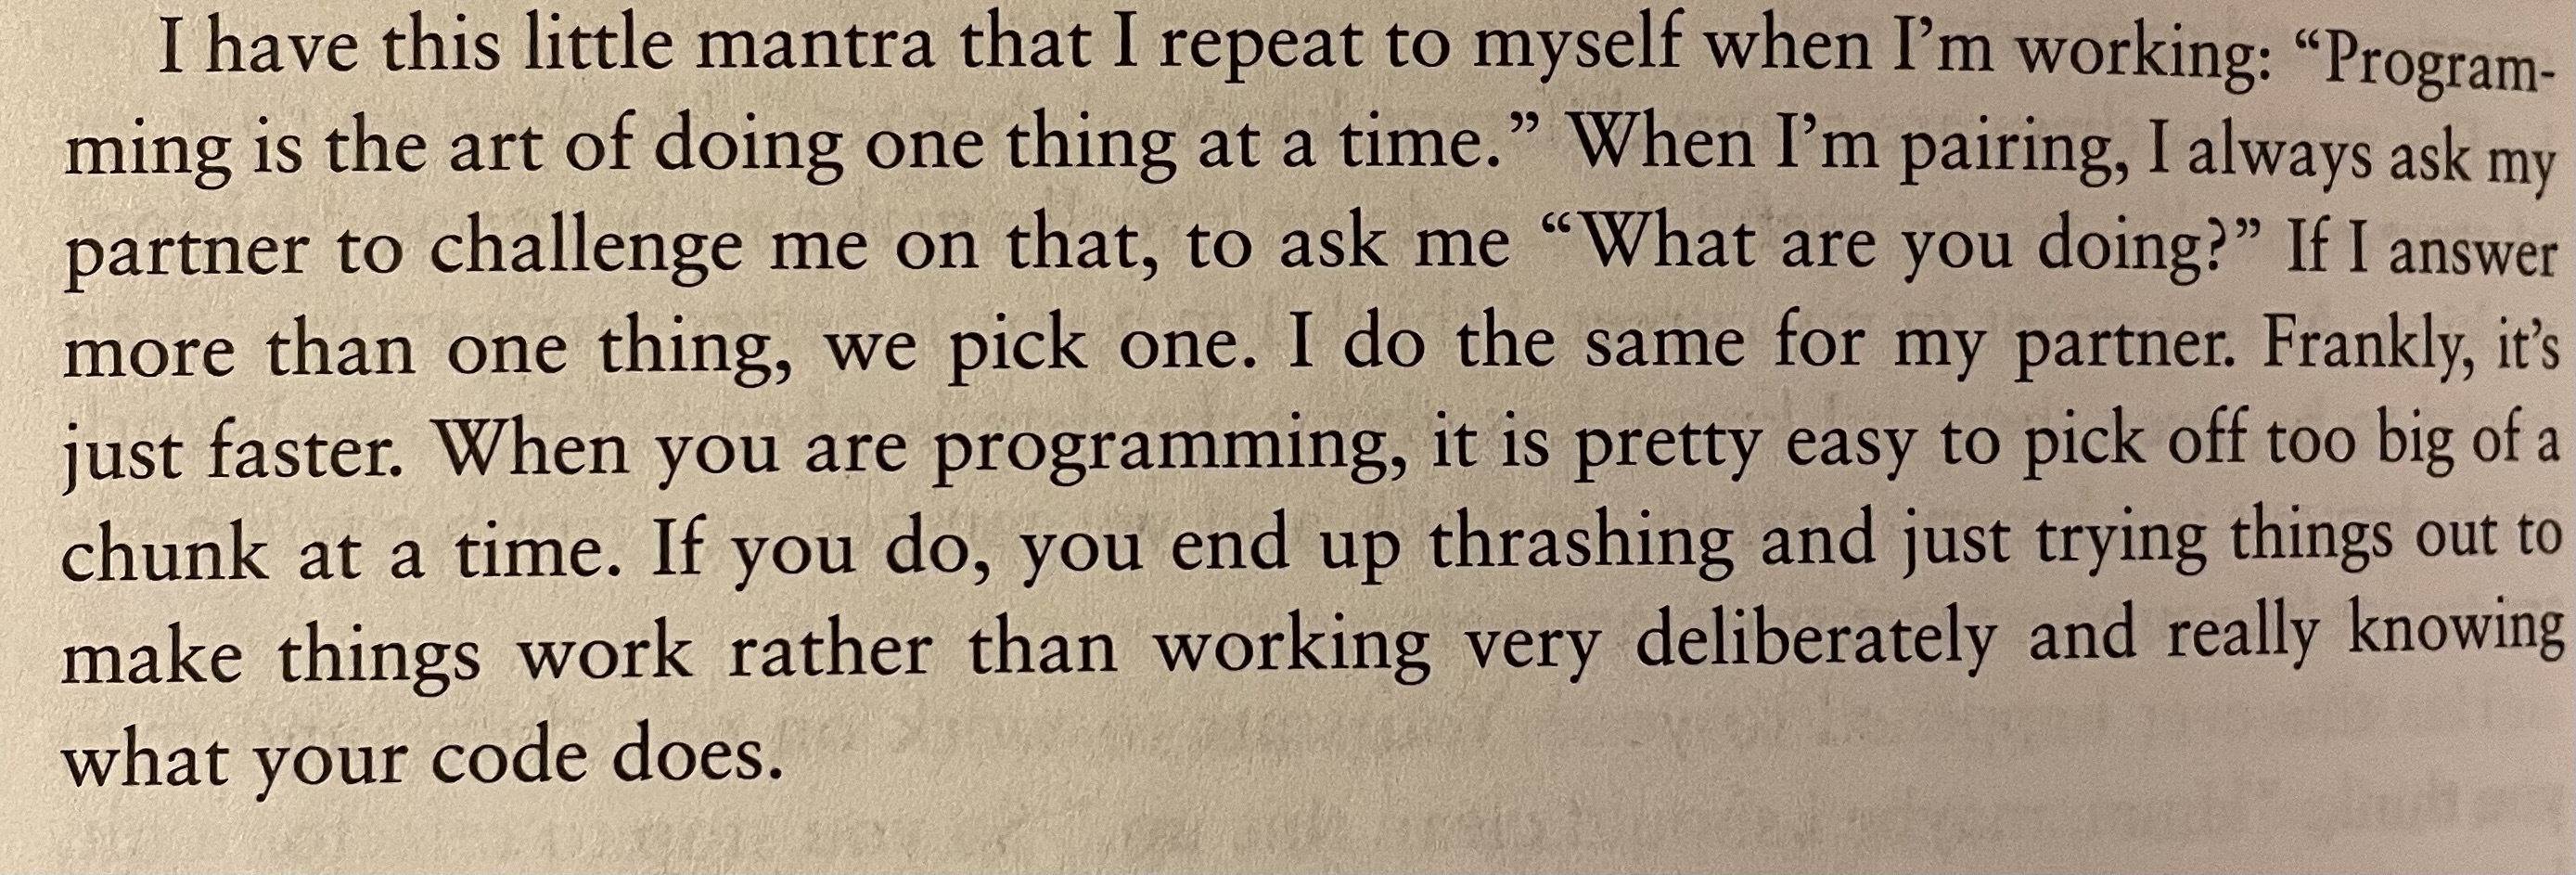 I have this little mantra that I repeat to myself when I’m working: “Program-
ming is the art of doing one thing at a time.” When I’m pairing, I always ask my
partner to challenge me on that, to ask me “What are you doing?” If I answer
more than one thing, we pick one. I do the same for my partner. Frankly, it’s
just faster. When you are programming, it is pretty easy to pick off too big of a
chunk at a time. If you do, you end up thrashing and just trying things out to
make things work rather than working very deliberately and really knowing
what your code does.